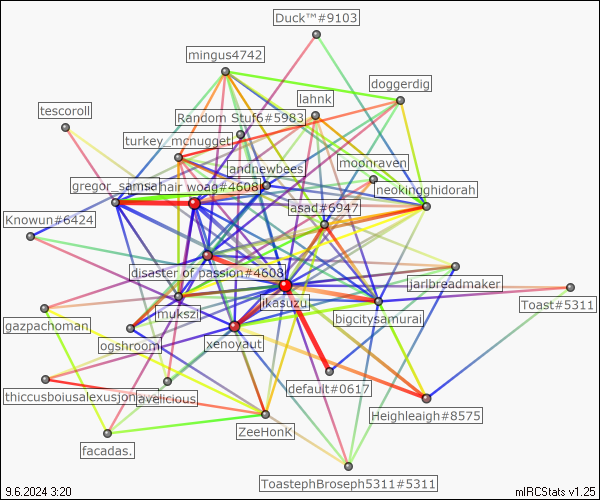 Duck™#9103
mingus4742
doggerdig
lahnk
tescoroll
Random Stuf6#5983
turkey_mcnugget
moonraven
andnewbees
gregor_samsa
hair woag#4608
neokingghidorah
asad#6947
Knowun#6424
disaster of passion#4608
jarlbreadmaker
jkasuzu
Toast#5311
mukszi
gazpachoman
bigcitysamurai
ogshroom
xenoyaut
default#0617
thiccusboiusalexusjon
avelicious
Heighleaigh#8575
ZeeHonK
facadas.
ToastephBroseph5311#5311
9.6.2024 3:20
mIRCStats v1.25